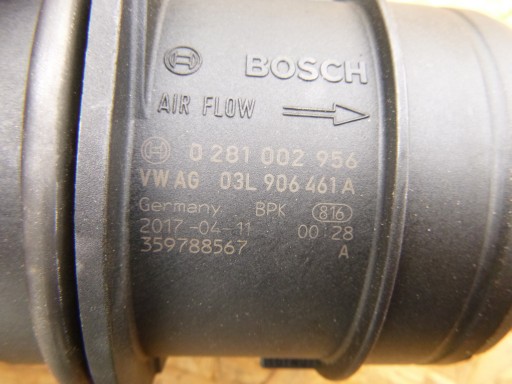 BOSCH
AIR FLOW
0 281 002 956
VW AG 03L 906 461 A
Germany BPK 816
2017-04-11 00:28
359788567 A